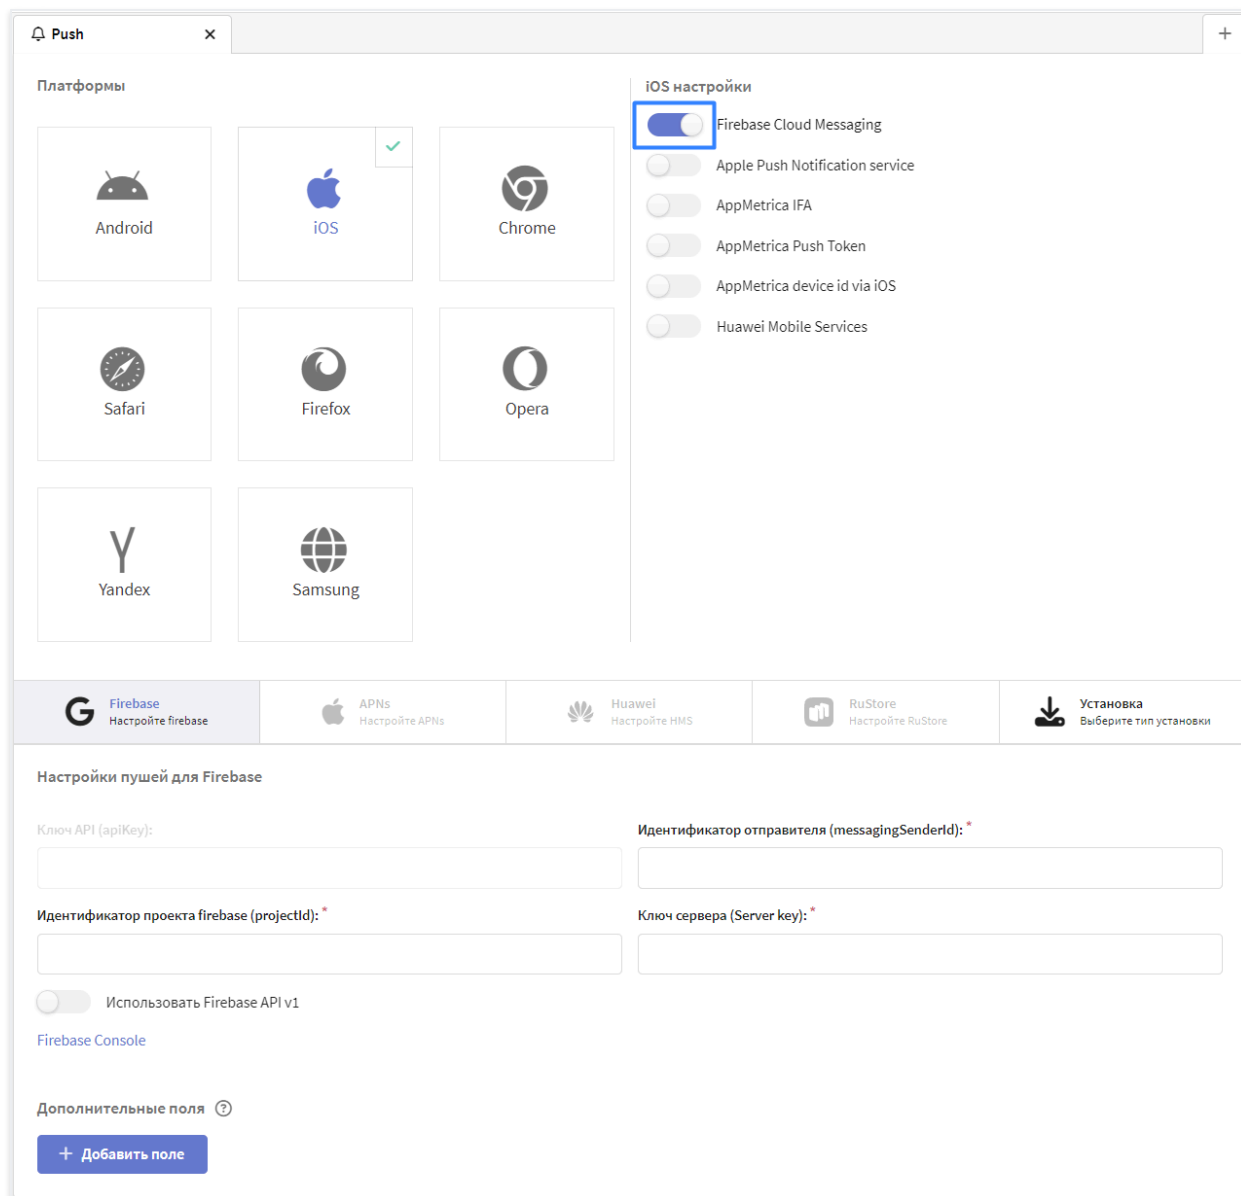 Push
Платформы
Android
iOS
Chrome
Safari
Firefox
Opera
Yandex
Samsung
iOS настройки
Firebase Cloud Messaging
Apple Push Notification service
AppMetrica IFA
AppMetrica Push Token
AppMetrica device id via iOS
Huawei Mobile Services
Firebase
Настройте firebase
APNs
Настройте APNs
Huawei
Настройте HMS
RuStore
Настройте RuStore
Установка
Выберите тип установки
Настройки пушей для Firebase
Ключ API (apiKey):
Идентификатор отправителя (messagingSenderId): *
Идентификатор проекта firebase (projectId): *
Ключ сервера (Server key): *
Использовать Firebase API v1
Firebase Console
Дополнительные поля ?
+ Добавить поле